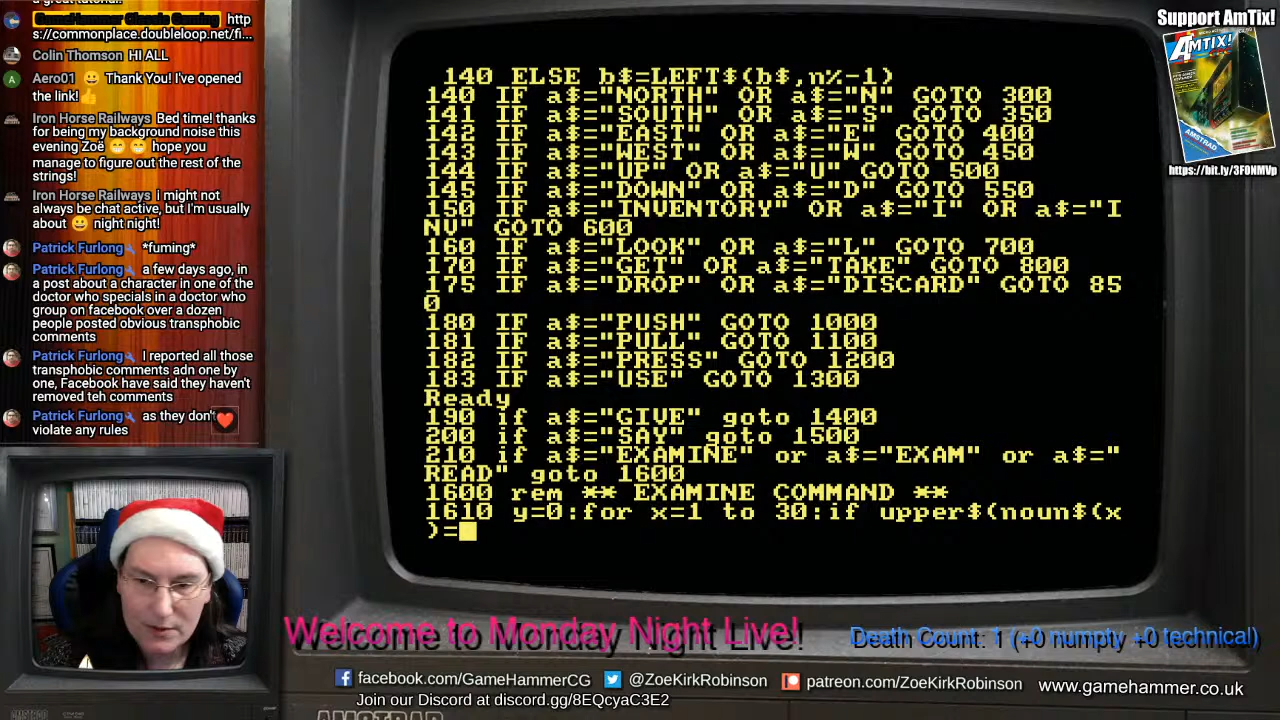 a great tutorial!
GameHammer Classic Gaming http
s://commonplace.doubleloop.net/fi...
Colin Thomson HI ALL
A Aero01 😀 Thank You! I've opened
the link!👍
Iron Horse Railways Bed time! thanks
for being my background noise this
evening Zoë 😁 😁 hope you
manage to figure out the rest of the
strings!
Iron Horse Railways i might not
always be chat active, but I'm usually
about 😀 night night!
Patrick Furlong *fuming*
Patrick Furlong a few days ago, in
a post about a character in one of the
doctor who specials in a doctor who
group on facebook over a dozen
people posted obvious transphobic
comments
Patrick Furlong I reported all those
transphobic comments adn one by
one, Facebook have said they haven't
removed teh comments
Patrick Furlong as they don't
violate any rules
140 ELSE b$=LEFT$(b$,n%-1)
140 IF a$="NORTH" OR a$="N" GOTO 300
141 IF a$="SOUTH" OR a$="S" GOTO 350
142 IF a$="EAST" OR a$="E" GOTO 400
143 IF a$="WEST" OR a$="W" GOTO 450
144 IF a$="UP" OR a$="U" GOTO 500
145 IF a$="DOWN" OR a$="D" GOTO 550
150 IF a$="INVENTORY" OR a$="I" OR a$="I
NV" GOTO 600
160 IF a$="LOOK" OR a$="L" GOTO 700
170 IF a$="GET" OR a$="TAKE" GOTO 800
175 IF a$="DROP" OR a$="DISCARD" GOTO 85
0
180 IF a$="PUSH" GOTO 1000
181 IF a$="PULL" GOTO 1100
182 IF a$="PRESS" GOTO 1200
183 IF a$="USE" GOTO 1300
Ready
190 if a$="GIVE" goto 1400
200 if a$="SAY" goto 1500
210 if a$="EXAMINE" or a$="EXAM" or a$="
READ" goto 1600
1600 rem ** EXAMINE COMMAND **
1610 y=0:for x=1 to 30:if upper$(noun$(x
)=
Support AmTix!
AMTIX!
AMSTRAD
https://bit.ly/3F0NMVp
Welcome to Monday Night Live!
Death Count: 1 (+0 numpty +0 technical)
facebook.com/GameHammerCG @ZoeKirkRobinson patreon.com/ZoeKirkRobinson www.gamehammer.co.uk
Join our Discord at discord.gg/8EQcyaC3E2
AMSTRAD